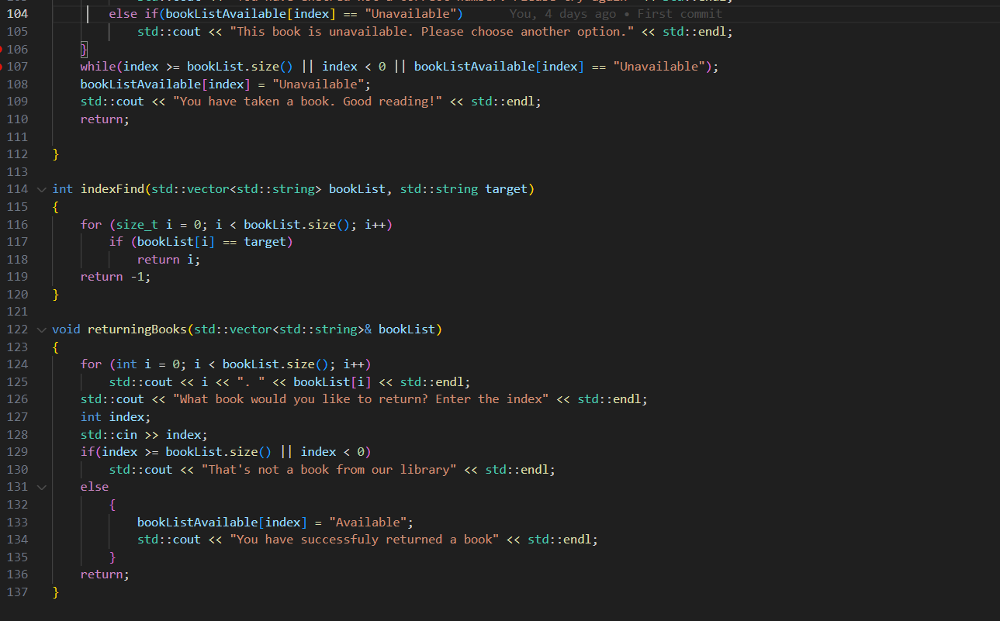 104 else if(bookListAvailable[index] == "Unavailable") You, 4 days ago • First commit
105 std::cout << "This book is unavailable. Please choose another option." << std::endl;
106 }
107 while(index >= bookList.size() || index < 0 || bookListAvailable[index] == "Unavailable");
108 bookListAvailable[index] = "Unavailable";
109 std::cout << "You have taken a book. Good reading!" << std::endl;
110 return;
111
112 }
113
114 int indexFind(std::vector<std::string> bookList, std::string target)
115 {
116 for (size_t i = 0; i < bookList.size(); i++)
117 if (bookList[i] == target)
118 return i;
119 return -1;
120 }
121
122 void returningBooks(std::vector<std::string>& bookList)
123 {
124 for (int i = 0; i < bookList.size(); i++)
125 std::cout << i << ". " << bookList[i] << std::endl;
126 std::cout << "What book would you like to return? Enter the index" << std::endl;
127 int index;
128 std::cin >> index;
129 if(index >= bookList.size() || index < 0)
130 std::cout << "That's not a book from our library" << std::endl;
131 else
132 {
133 bookListAvailable[index] = "Available";
134 std::cout << "You have successfuly returned a book" << std::endl;
135 }
136 return;
137 }